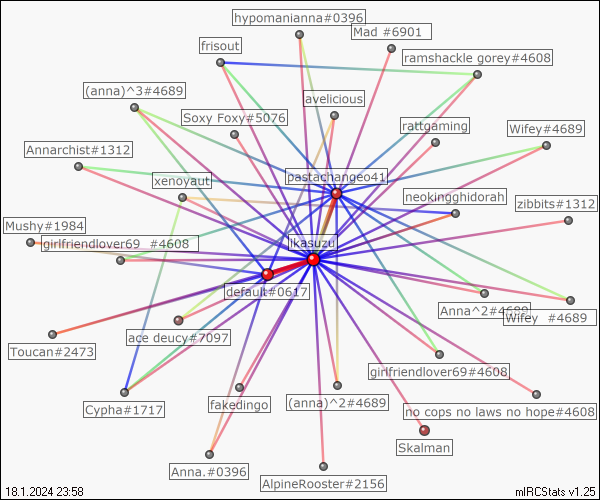 hypomanianna#0396
Mad #6901
frisout
ramshackle gorey#4608
(anna)^3#4689
avelicious
Soxy Foxy#5076
rattgaming
Wifey#4689
Annarchist#1312
pastachangeo41
xenoyaut
neokingghidorah
zibbits#1312
Mushy#1984
girlfriendlover69 #4608
ikasuzu
default#0617
Anna^2#4689
Wifey #4689
ace deucy#7097
Toucan#2473
girlfriendlover69#4608
(anna)^2#4689
fakedingo
Cypha#1717
no cops no laws no hope#4608
Skalman
Anna.#0396
AlpineRooster#2156
18.1.2024 23:58
mIRCStats v1.25